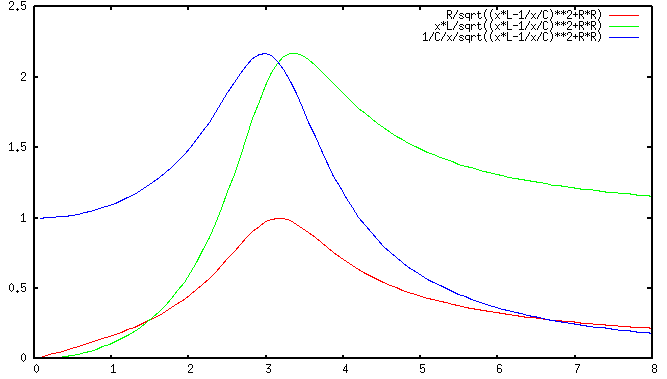 R/sqrt((x*L-1/x/C)**2+R*R)
x*L/sqrt((x*L-1/x/C)**2+R*R)
1/C/x/sqrt((x*L-1/x/C)**2+R*R)
2.5
2
1.5
1
0.5
0
0 1 2 3 4 5 6 7 8